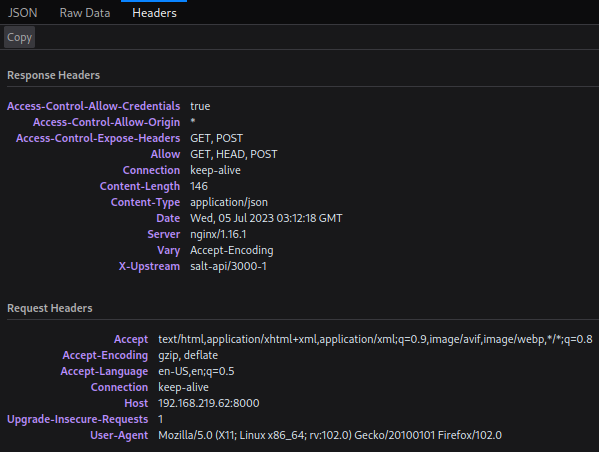 JSON Raw Data Headers
Copy
Response Headers
Access-Control-Allow-Credentials true
Access-Control-Allow-Origin *
Access-Control-Expose-Headers GET, POST
Allow GET, HEAD, POST
Connection keep-alive
Content-Length 146
Content-Type application/json
Date Wed, 05 Jul 2023 03:12:18 GMT
Server nginx/1.16.1
Vary Accept-Encoding
X-Upstream salt-api/3000-1
Request Headers
Accept text/html,application/xhtml+xml,application/xml;q=0.9,image/avif,image/webp,*/*;q=0.8
Accept-Encoding gzip, deflate
Accept-Language en-US,en;q=0.5
Connection keep-alive
Host 192.168.219.62:8000
Upgrade-Insecure-Requests 1
User-Agent Mozilla/5.0 (X11; Linux x86_64; rv:102.0) Gecko/20100101 Firefox/102.0